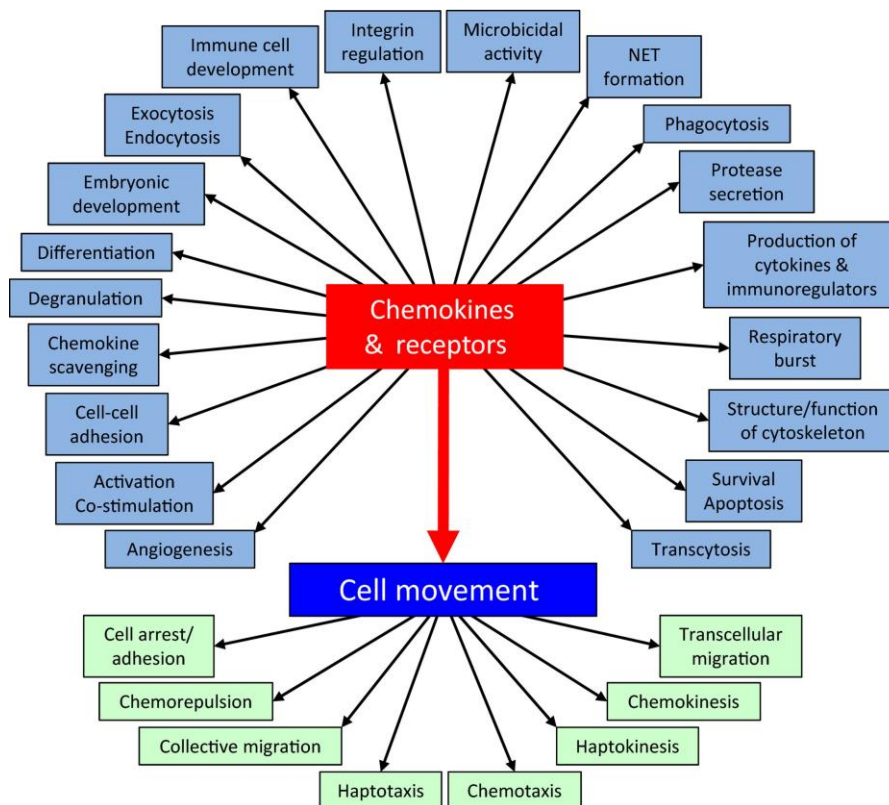 Immune cell
development
Integrin
regulation
Microbicidal
activity
NET
formation
Exocytosis
Endocytosis
Phagocytosis
Embryonic
development
Protease
secretion
Differentiation
Production of
cytokines &
immunoregulators
Degranulation
Chemokines
& receptors
Chemokine
scavenging
Respiratory
burst
Cell-cell
adhesion
Structure/function
of cytoskeleton
Activation
Co-stimulation
Survival
Apoptosis
Angiogenesis
Transcytosis
Cell movement
Cell arrest/
adhesion
Transcellular
migration
Chemorepulsion
Chemokinesis
Collective migration
Haptokinesis
Haptotaxis
Chemotaxis